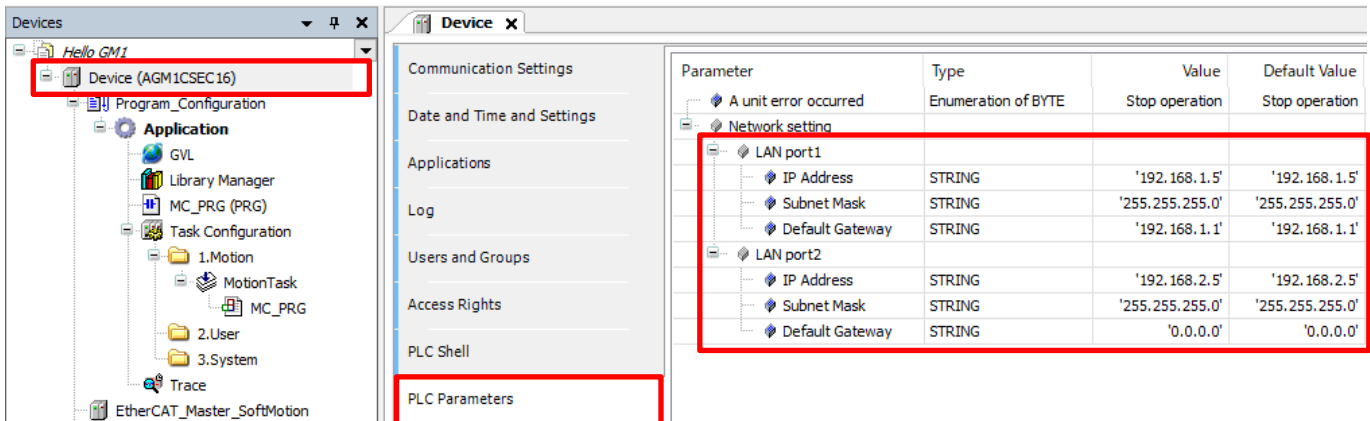 Devices
Hello GM1
Device (AGM1CSEC16)
Program_Configuration
Application
GVL
Library Manager
MC_PRG (PRG)
Task Configuration
1.Motion
MotionTask
MC_PRG
2.User
3.System
Trace
EtherCAT_Master_SoftMotion
Device
Communication Settings
Date and Time and Settings
Applications
Log
Users and Groups
Access Rights
PLC Shell
PLC Parameters
Parameter Type Value Default Value
A unit error occurred Enumeration of BYTE Stop operation Stop operation
Network setting
LAN port1
IP Address STRING '192.168.1.5' '192.168.1.5'
Subnet Mask STRING '255.255.255.0' '255.255.255.0'
Default Gateway STRING '192.168.1.1' '192.168.1.1'
LAN port2
IP Address STRING '192.168.2.5' '192.168.2.5'
Subnet Mask STRING '255.255.255.0' '255.255.255.0'
Default Gateway STRING '0.0.0.0' '0.0.0.0'